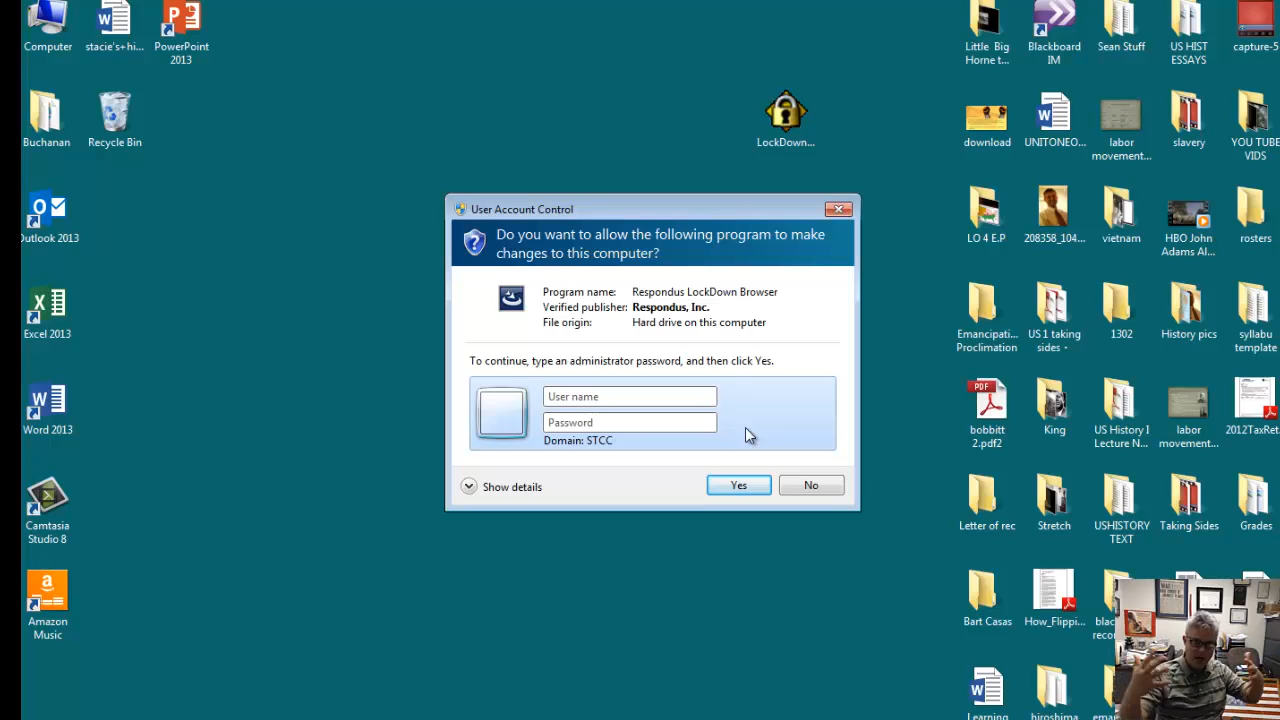 Computer
stacie's+hi...
PowerPoint
2013
Little Big
Horne t...
Blackboard
IM
Sean Stuff
US HIST
ESSAYS
capture-5
Buchanan
Recycle Bin
LockDown...
download
UNITONEO...
labor
movement...
slavery
YOU TUBE
VIDS
User Account Control
Do you want to allow the following program to make
changes to this computer?
Program name: Respondus LockDown Browser
Verified publisher: Respondus, Inc.
File origin: Hard drive on this computer
To continue, type an administrator password, and then click Yes.
User name
Password
Domain: STCC
Show details
Yes
No
Outlook 2013
LO 4 E.P
208358_104...
vietnam
HBO John
Adams Al...
rosters
Excel 2013
Emancipati...
Proclimation
US 1 taking
sides -
1302
History pics
syllabu
template
Word 2013
PDF
bobbitt
2.pdf2
King
US History I
Lecture N...
labor
movement...
2012TaxRet
Camtasia
Studio 8
Letter of rec
Stretch
USHISTORY
TEXT
Taking Sides
Grades
Amazon
Music
Bart Casas
How_Flippi...
blac
recor
Learning
hiroshima
emai